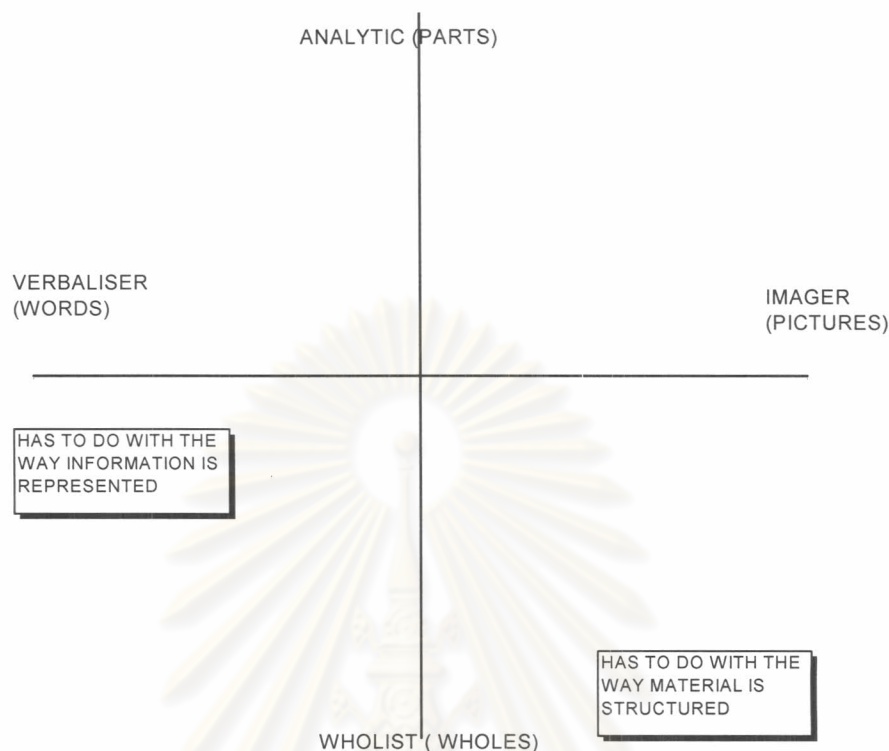 ANALYTIC (PARTS)
VERBALISER
(WORDS)
IMAGER
(PICTURES)
HAS TO DO WITH THE
WAY INFORMATION IS
REPRESENTED
HAS TO DO WITH THE
WAY MATERIAL IS
STRUCTURED
WHOLIST ( WHOLES)